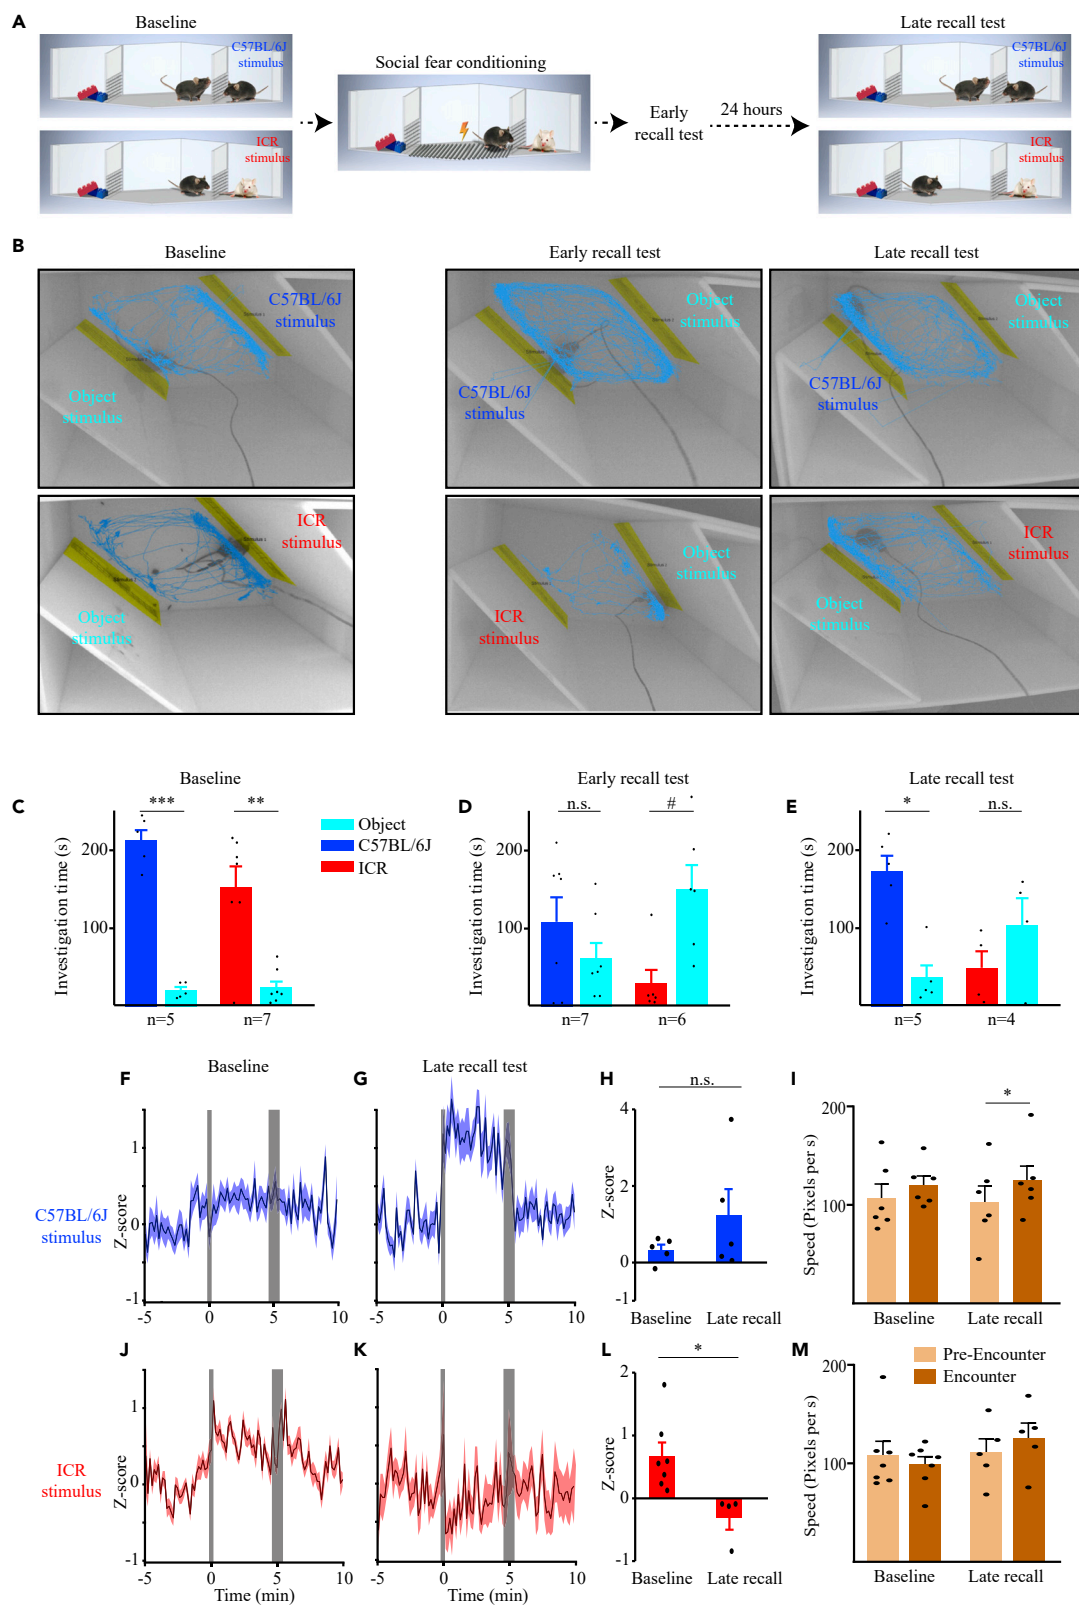 A
Baseline
C57BL/6J
stimulus
ICR
stimulus
Social fear conditioning
Early
recall test
24 hours
Late recall test
C57BL/6J
stimulus
ICR
stimulus
B
Baseline
Early recall test
Late recall test
C57BL/6J
stimulus
Object
stimulus
Object
stimulus
C57BL/6J
stimulus
Object
stimulus
C57BL/6J
stimulus
ICR
stimulus
Object
stimulus
Object
stimulus
ICR
stimulus
ICR
stimulus
Object
stimulus
C
Baseline
Investigation time (s)
200
100
***
**
n=5
n=7
Object
C57BL/6J
ICR
D
Early recall test
Investigation time (s)
200
100
n.s.
#
n=7
n=6
E
Late recall test
Investigation time (s)
200
100
*
n.s.
n=5
n=4
C57BL/6J
stimulus
F
Baseline
Z-score
1
0
-1
-5
0
5
10
G
Late recall test
-5
0
5
10
H
n.s.
Z-score
4
2
0
-1
Baseline
Late recall
I
Speed (Pixels per s)
200
100
*
Baseline
Late recall
ICR
stimulus
J
Z-score
1
0
-1
-5
0
5
10
Time (min)
K
-5
0
5
10
Time (min)
L
*
Z-score
2
1
0
-1
Baseline
Late recall
M
Pre-Encounter
Encounter
Speed (Pixels per s)
200
100
Baseline
Late recall